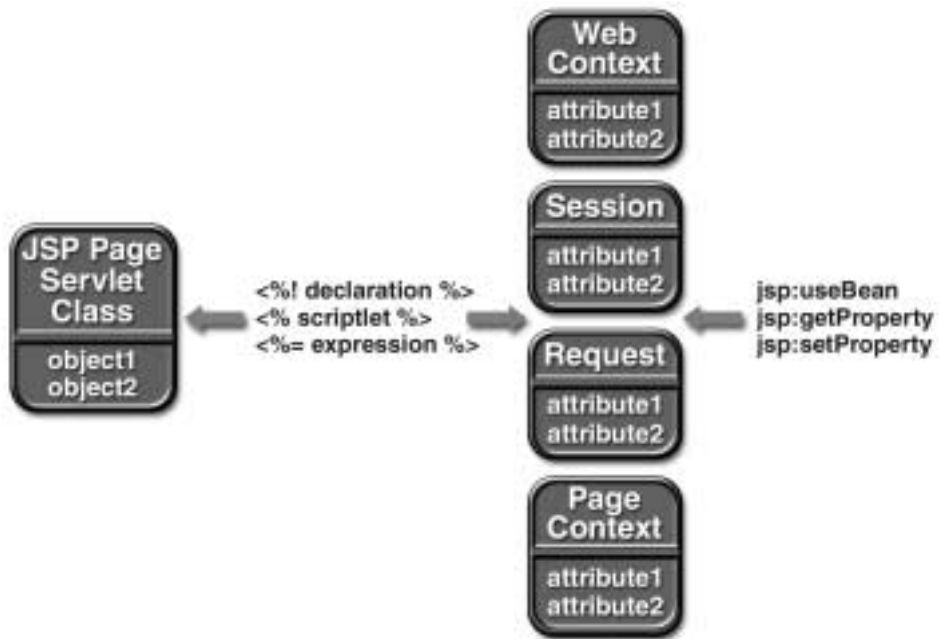 JSP Page
Servlet
Class
object1
object2
<%! declaration %>
<% scriptlet %>
<%= expression %>
Web
Context
attribute1
attribute2
Session
attribute1
attribute2
Request
attribute1
attribute2
Page
Context
attribute1
attribute2
jsp:useBean
jsp:getProperty
jsp:setProperty